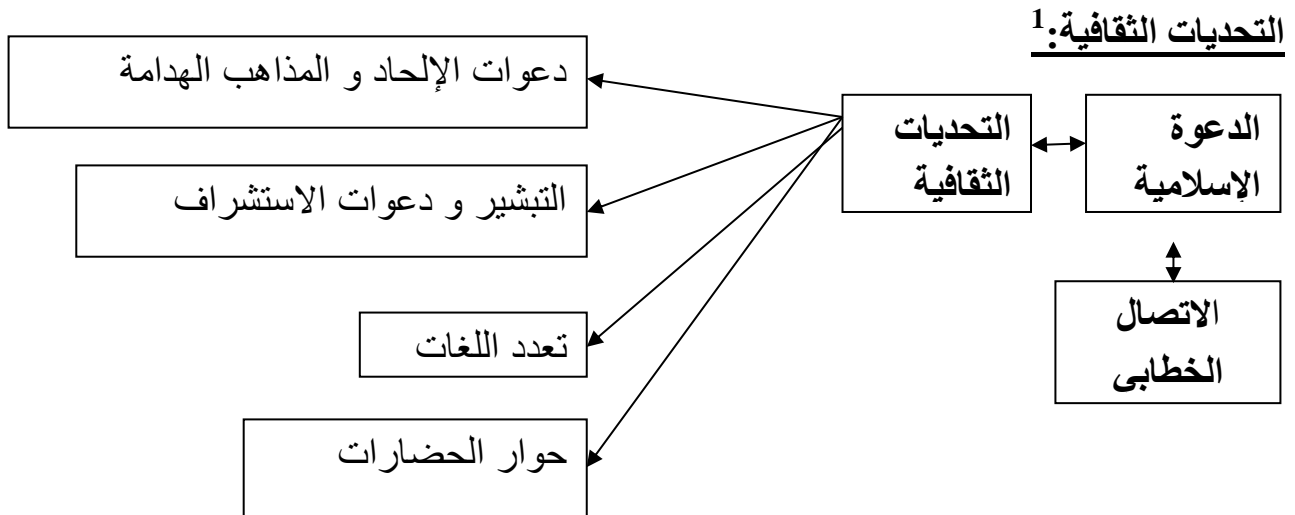 التحديات الثقافية:1
الدعوة
الإسلامية
التحديات
الثقافية
دعوات الإلحاد و المذاهب الهدامة
التبشير و دعوات الاستشراف
تعدد اللغات
حوار الحضارات
الاتصال
الخطابي